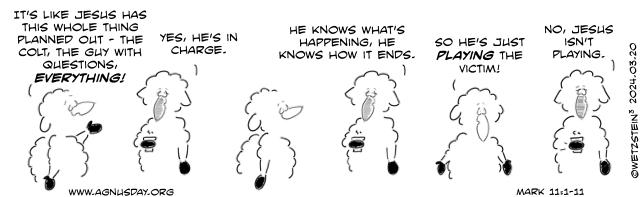 IT'S LIKE JESUS HAS
THIS WHOLE THING
PLANNED OUT - THE
COLT, THE GUY WITH
QUESTIONS,
EVERYTHING!
YES, HE'S IN
CHARGE.
HE KNOWS WHAT'S
HAPPENING, HE
KNOWS HOW IT ENDS.
SO HE'S JUST
PLAYING THE
VICTIM!
NO, JESUS
ISN'T
PLAYING.
©WETZSTEIN³ 2024.03.20
WWW.AGNUSDAY.ORG
MARK 11:1-11